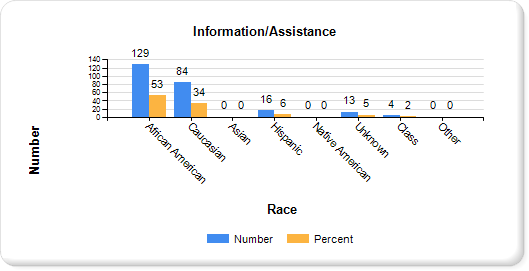 Information/Assistance
Number
140
120
100
80
60
40
20
0
129
53
84
34
0
0
16
6
0
0
13
5
4
2
0
0
African American
Caucasian
Asian
Hispanic
Native American
Unknown
Class
Other
Race
Number
Percent